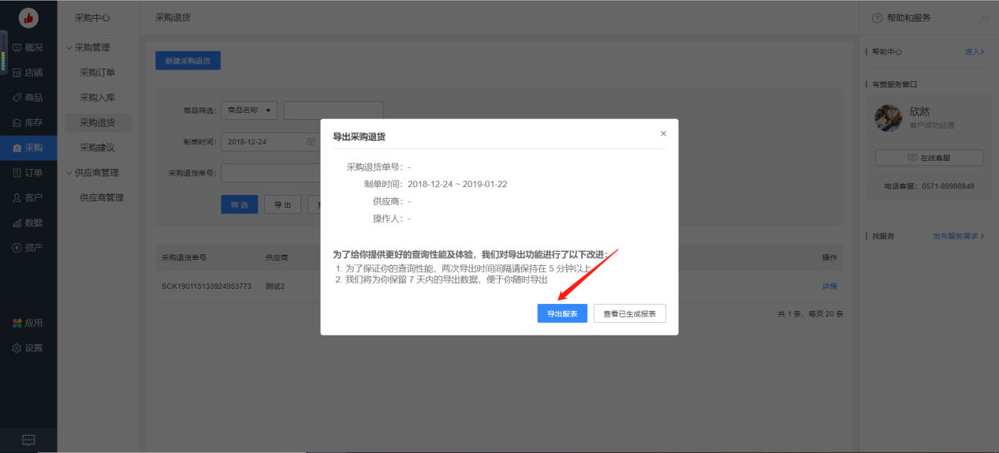 采购中心
采购退货
帮助和服务
概况
店铺
商品
库存
采购
订单
客户
数据
资产
应用
设置
采购管理
采购订单
采购入库
采购退货
采购建议
供应商管理
供应商管理
新建采购退货
商品筛选：
商品名称
制单时间：
2018-12-24
采购退货单号：
筛选
导出
采购退货单号
供应商
操作
SCK190115133924953773
测试2
详情
共 1 条，每页 20 条
导出采购退货
×
采购退货单号： -
制单时间： 2018-12-24 ~ 2019-01-22
供应商： -
操作人： -
为了给你提供更好的查询性能及体验，我们对导出功能进行了以下改进：
1. 为了保证你的查询性能，两次导出时间间隔请保持在 5 分钟以上
2. 我们将为你保留 7 天内的导出数据，便于你随时导出
导出报表
查看已生成报表
帮助中心
进入
有赞服务窗口
欣然
客户成功经理
在线客服
电话客服：0571-89988848
找服务
发布服务需求